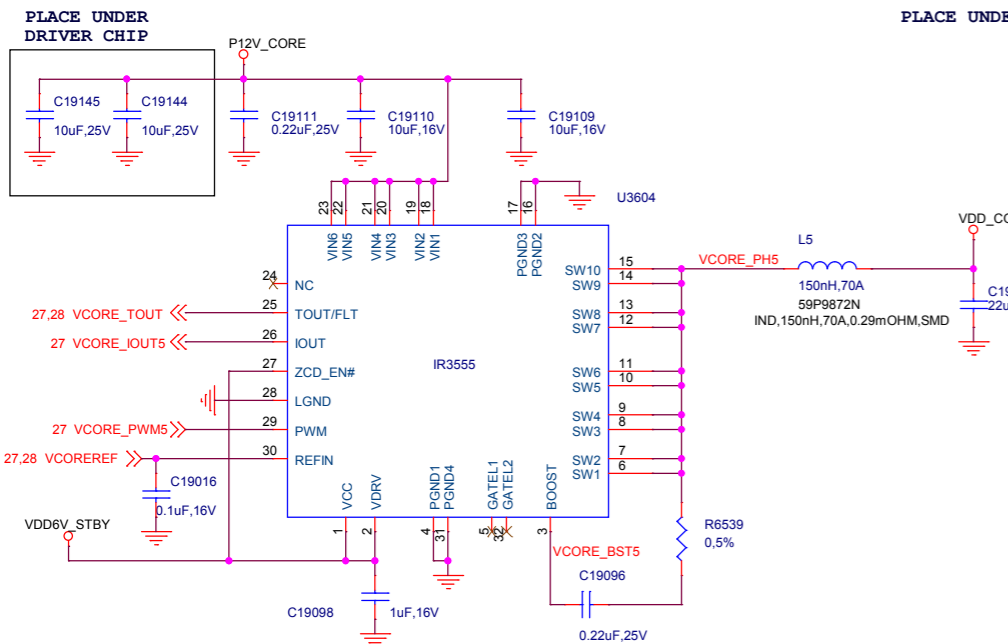 PLACE UNDER
DRIVER CHIP
PLACE UNDE
P12V_CORE
C19145
10uF,25V
C19144
10uF,25V
C19111
0.22uF,25V
C19110
10uF,16V
C19109
10uF,16V
U3604
23 22 21 20 19 18 17 16
VIN6 VIN5 VIN4 VIN3 VIN2 VIN1 PGND3 PGND2
VDD_CO
L5
VCORE_PH5
150nH,70A
59P9872N
IND,150nH,70A,0.29mOHM,SMD
C19
22u
24 NC
27,28 VCORE_TOUT 25 TOUT/FLT
27 VCORE_IOUT5 26 IOUT
27 ZCD_EN#
28 LGND
27 VCORE_PWM5 29 PWM
27,28 VCOREREF 30 REFIN
IR3555
SW10 15
SW9 14
SW8 13
SW7 12
SW6 11
SW5 10
SW4 9
SW3 8
SW2 7
SW1 6
C19016
0.1uF,16V
VCC VDRV PGND1 PGND4 GATEL1 GATEL2 BOOST
1 2 4 31 5 32 3
VDD6V_STBY
R6539
0,5%
VCORE_BST5
C19096
0.22uF,25V
C19098
1uF,16V